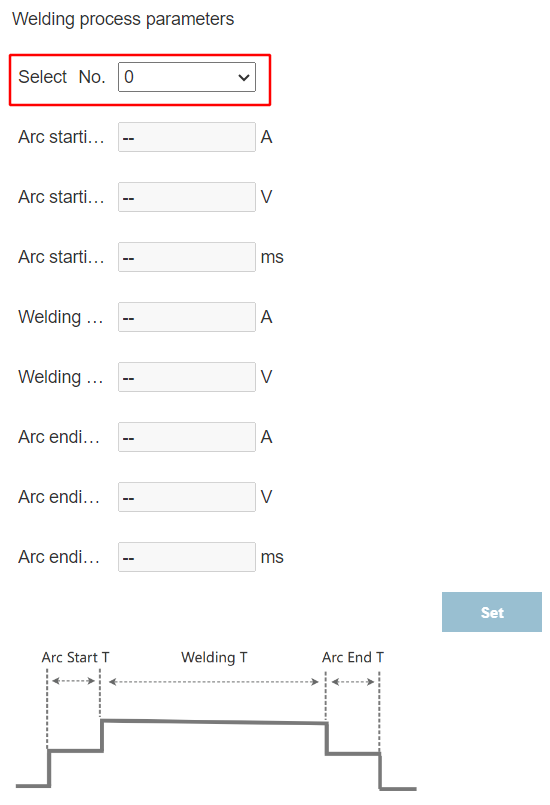 Welding process parameters
Select No. 0
Arc starti... -- A
Arc starti... -- V
Arc starti... -- ms
Welding ... -- A
Welding ... -- V
Arc endi... -- A
Arc endi... -- V
Arc endi... -- ms
Set
Arc Start T Welding T Arc End T